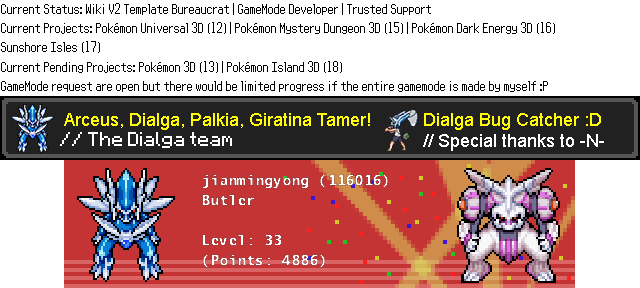 Current Status: Wiki V2 Template Bureaucrat | GameMode Developer | Trusted Support
Current Projects: Pokémon Universal 3D (12) | Pokémon Mystery Dungeon 3D (15) | Pokémon Dark Energy 3D (16)
Sunshore Isles (17)
Current Pending Projects: Pokémon 3D (13) | Pokémon Island 3D (18)
GameMode request are open but there would be limited progress if the entire gamemode is made by myself :P
Arceus, Dialga, Palkia, Giratina Tamer!
// The Dialga team
Dialga Bug Catcher :D
// Special thanks to -N-
jianmingyong (116016)
Butler
Level: 33
(Points: 4886)